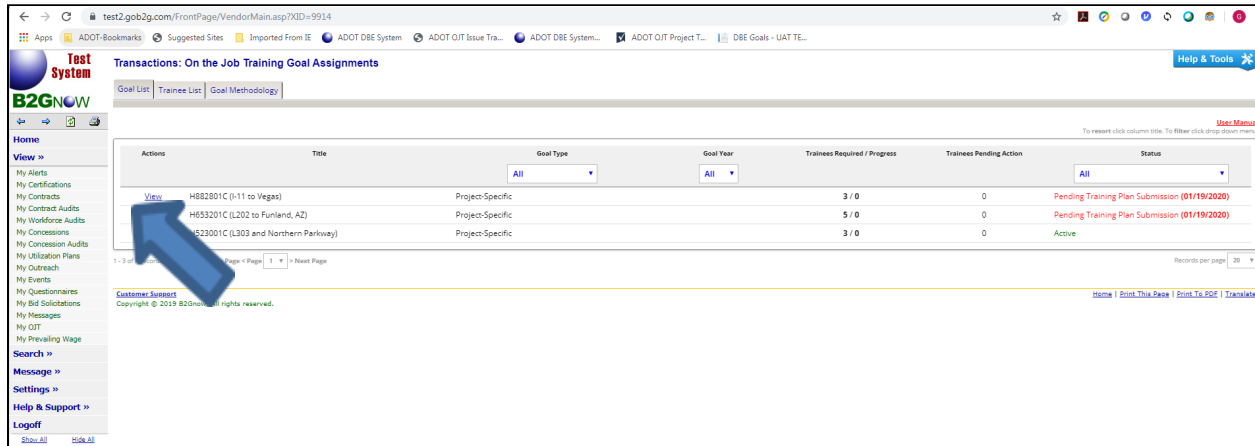 test2.gob2g.com/FrontPage/VendorMain.asp?XID=9914
Apps ADOT-Bookmarks Suggested Sites Imported From IE ADOT DBE System ADOT OJT Issue Tra... ADOT DBE System... ADOT OJT Project T... DBE Goals - UAT TE...
Test
System
B2GNOW
Transactions: On the Job Training Goal Assignments
Help & Tools
Goal List Trainee List Goal Methodology
User Manua
To resort click column title. To filter click drop down menu
Home
View »
My Alerts
My Certifications
My Contracts
My Contract Audits
My Workforce Audits
My Concessions
My Concession Audits
My Utilization Plans
My Outreach
My Events
My Questionnaires
My Bid Solicitations
My Messages
My OJT
My Prevailing Wage
Search »
Message »
Settings »
Help & Support »
Logoff
Show All Hide All
Actions Title Goal Type Goal Year Trainees Required / Progress Trainees Pending Action Status
All All All
View H882801C (I-11 to Vegas) Project-Specific 3 / 0 0 Pending Training Plan Submission (01/19/2020)
H653201C (L202 to Funland, AZ) Project-Specific 5 / 0 0 Pending Training Plan Submission (01/19/2020)
H523001C (L303 and Northern Parkway) Project-Specific 3 / 0 0 Active
1 - 3 of Page < Page 1 > Next Page
Records per page 20
Customer Support
Copyright © 2019 B2Gnow. All rights reserved.
Home | Print This Page | Print To PDF | Translate